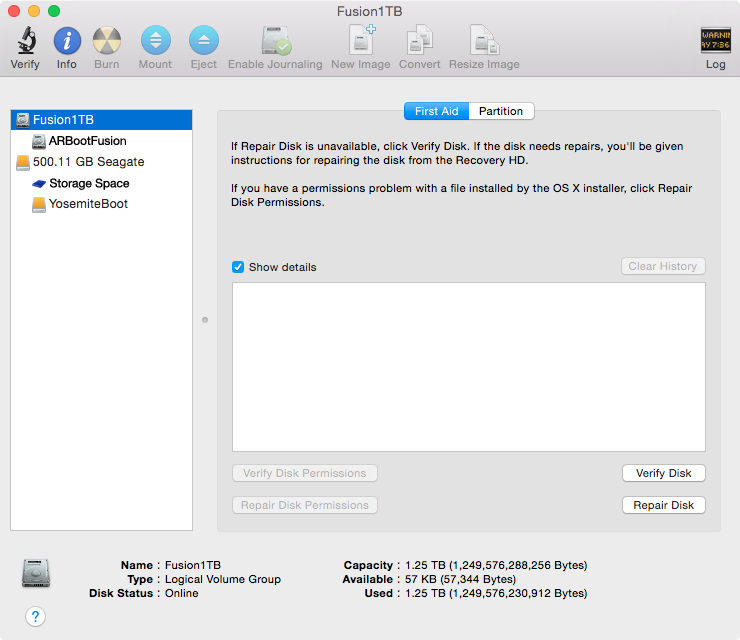 Fusion1TB
Verify Info Burn Mount Eject Enable Journaling New Image Convert Resize Image Log
WARNIN
AY 7:36
Fusion1TB
ARBootFusion
500.11 GB Seagate
Storage Space
YosemiteBoot
First Aid Partition
If Repair Disk is unavailable, click Verify Disk. If the disk needs repairs, you'll be given
instructions for repairing the disk from the Recovery HD.
If you have a permissions problem with a file installed by the OS X installer, click Repair
Disk Permissions.
Show details Clear History
Verify Disk Permissions Verify Disk
Repair Disk Permissions Repair Disk
Name : Fusion1TB Capacity : 1.25 TB (1,249,576,288,256 Bytes)
Type : Logical Volume Group Available : 57 KB (57,344 Bytes)
Disk Status : Online Used : 1.25 TB (1,249,576,230,912 Bytes)
?